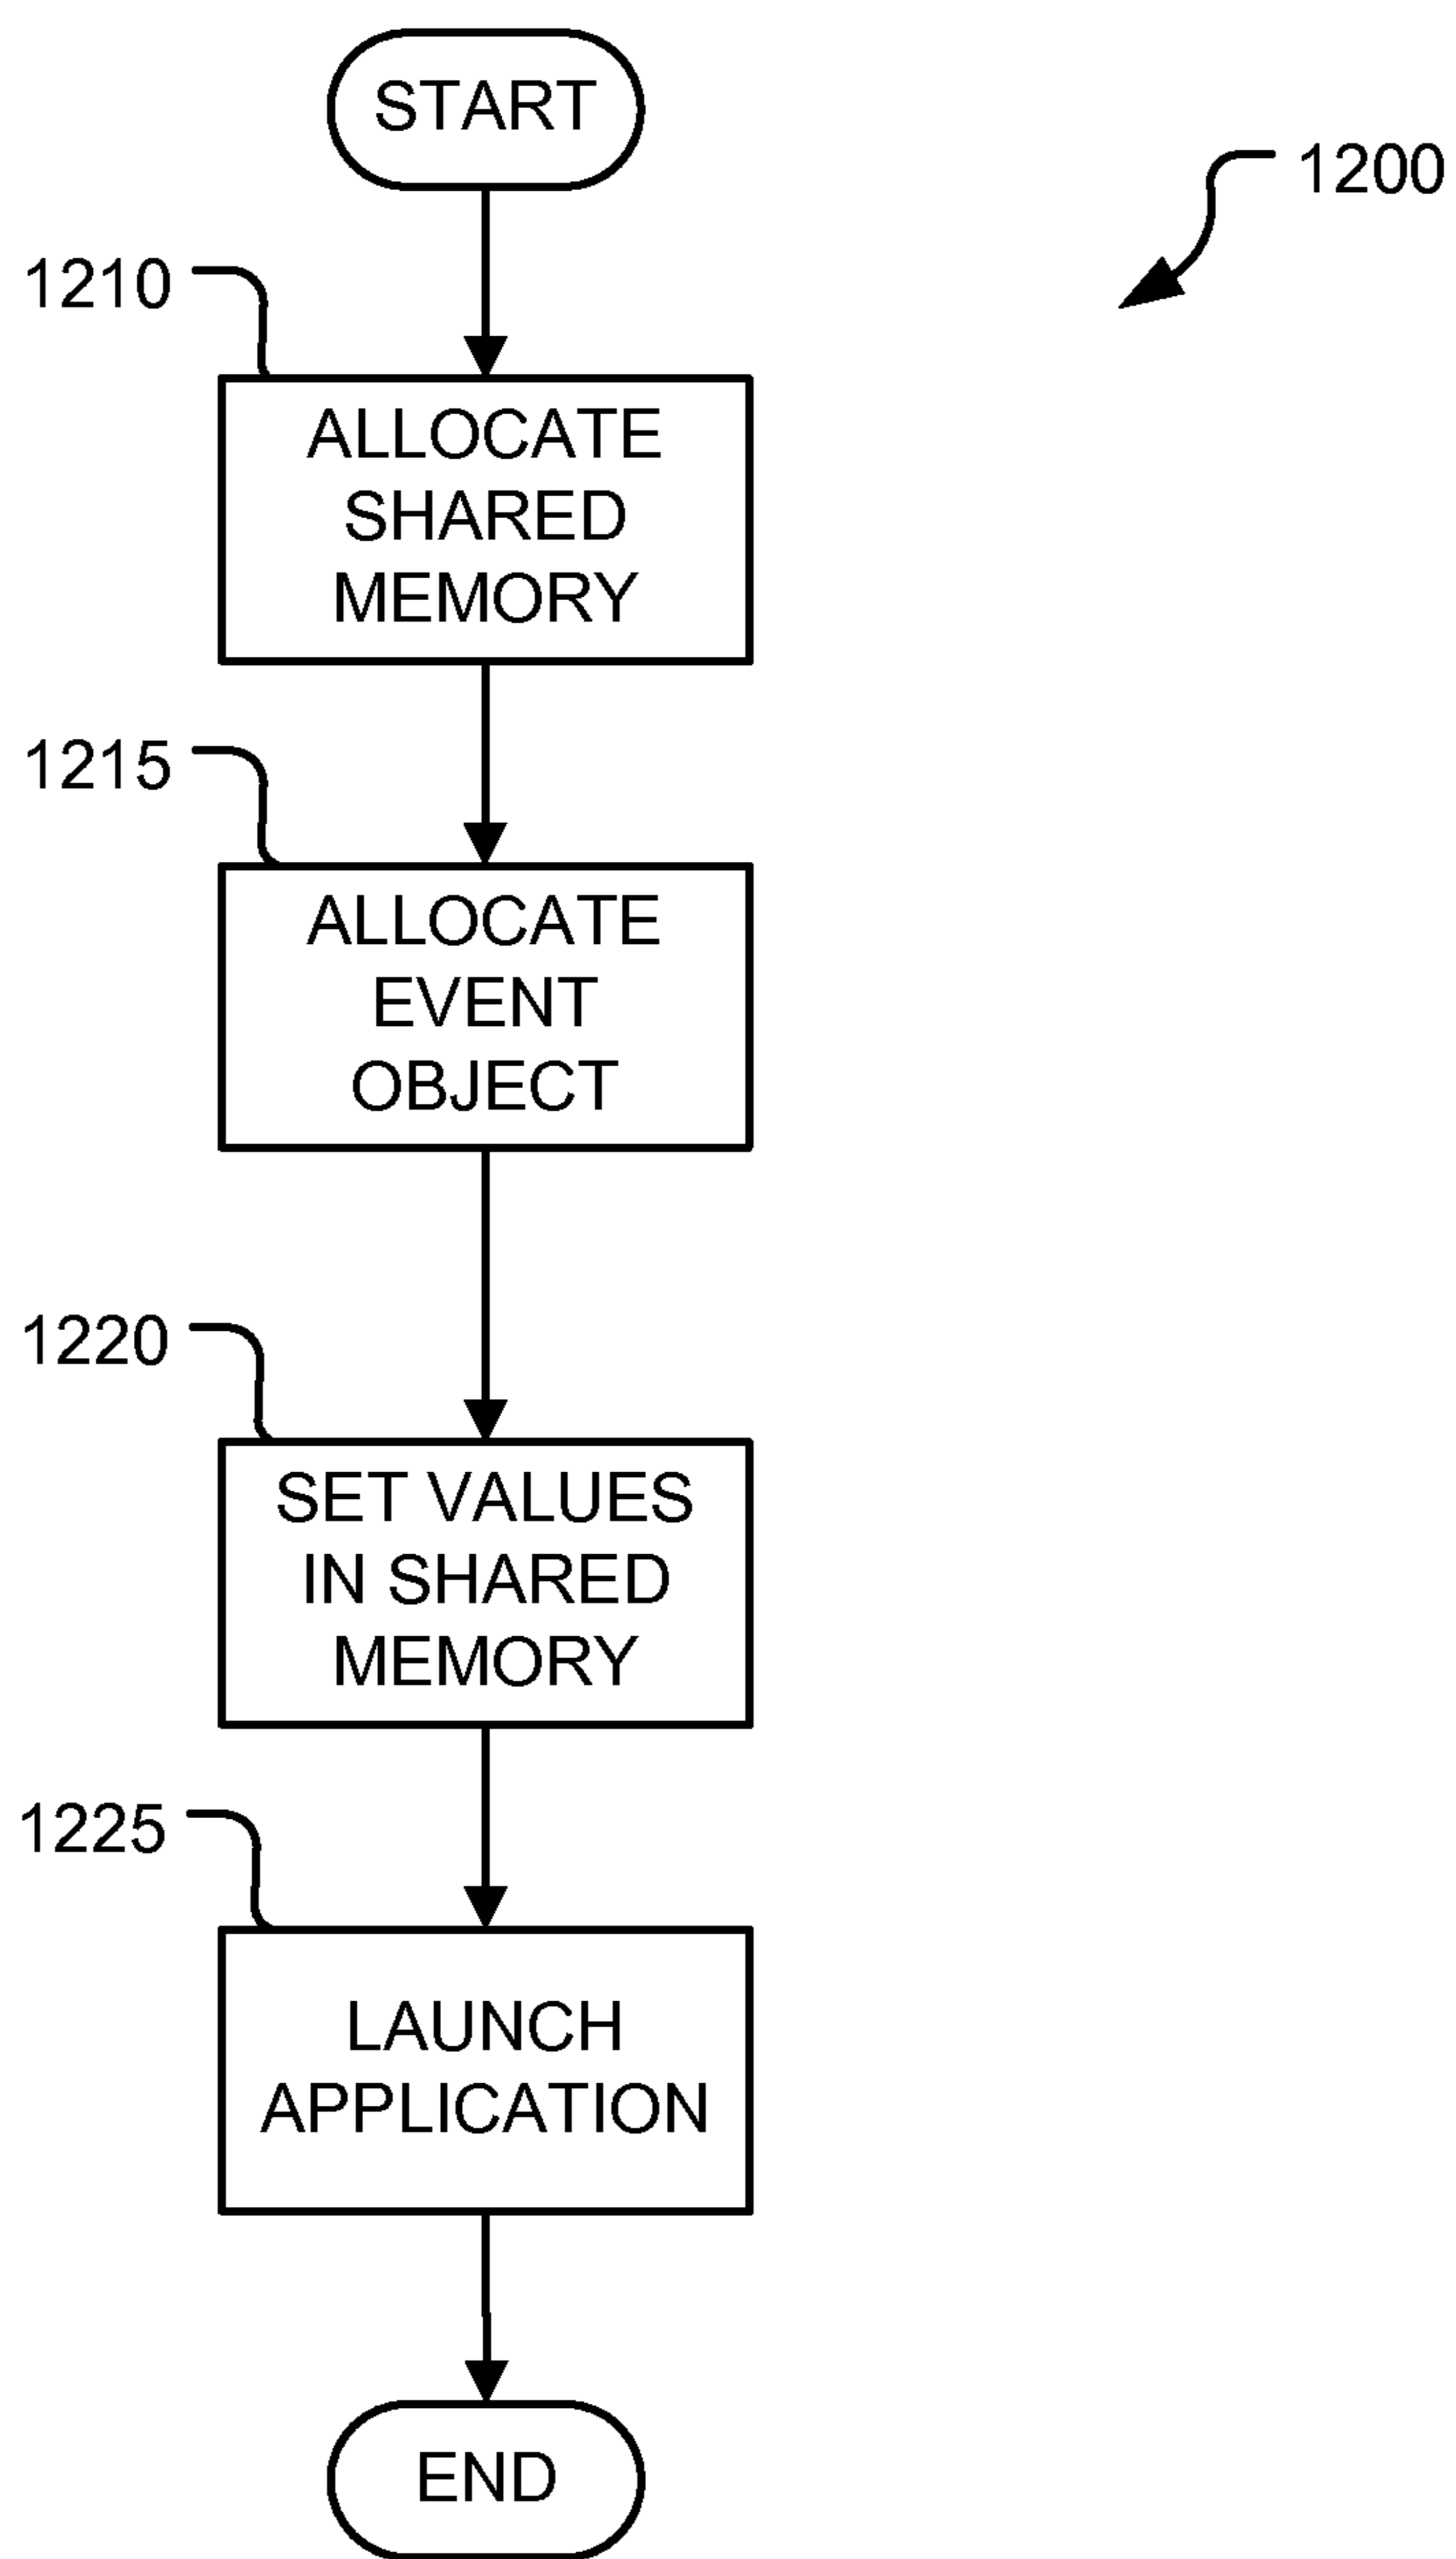 START
1200
1210
ALLOCATE
SHARED
MEMORY
1215
ALLOCATE
EVENT
OBJECT
1220
SET VALUES
IN SHARED
MEMORY
1225
LAUNCH
APPLICATION
END